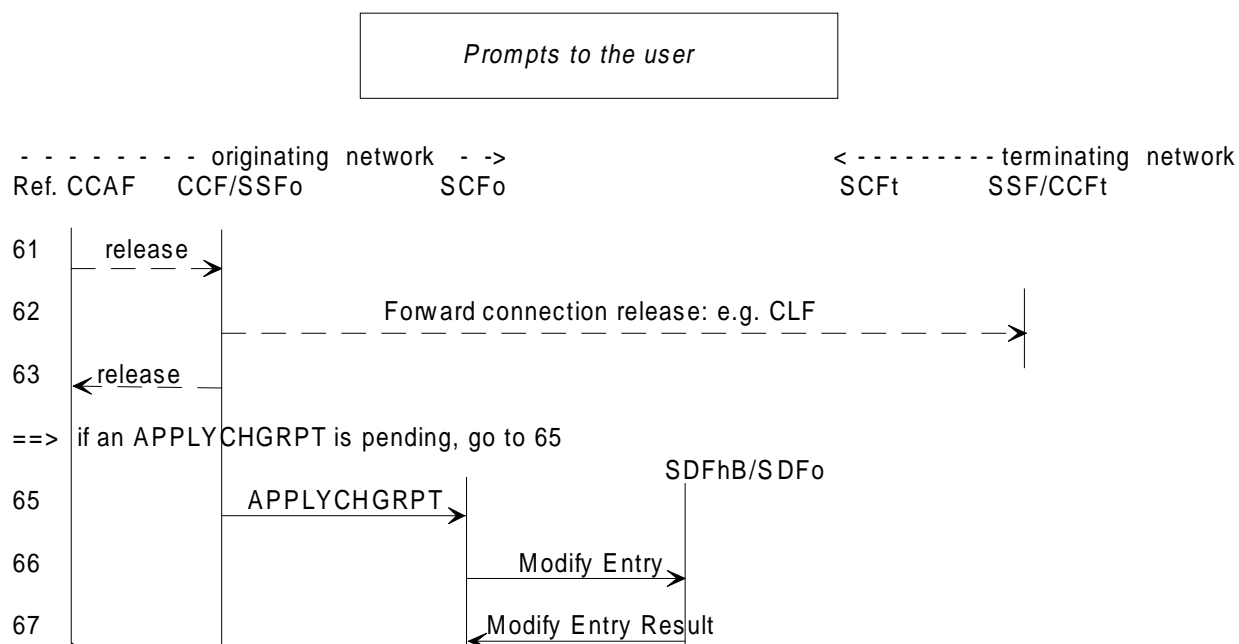 Prompts to the user
- - - - - - - - originating network - -> < - - - - - - - - - terminating network
Ref. CCAF CCF/SSFo SCFo SCFt SSF/CCFt
61 release
62 Forward connection release: e.g. CLF
63 release
==> if an APPLYCHGRPT is pending, go to 65
SDFhB/SDFo
65 APPLYCHGRPT
66 Modify Entry
67 Modify Entry Result